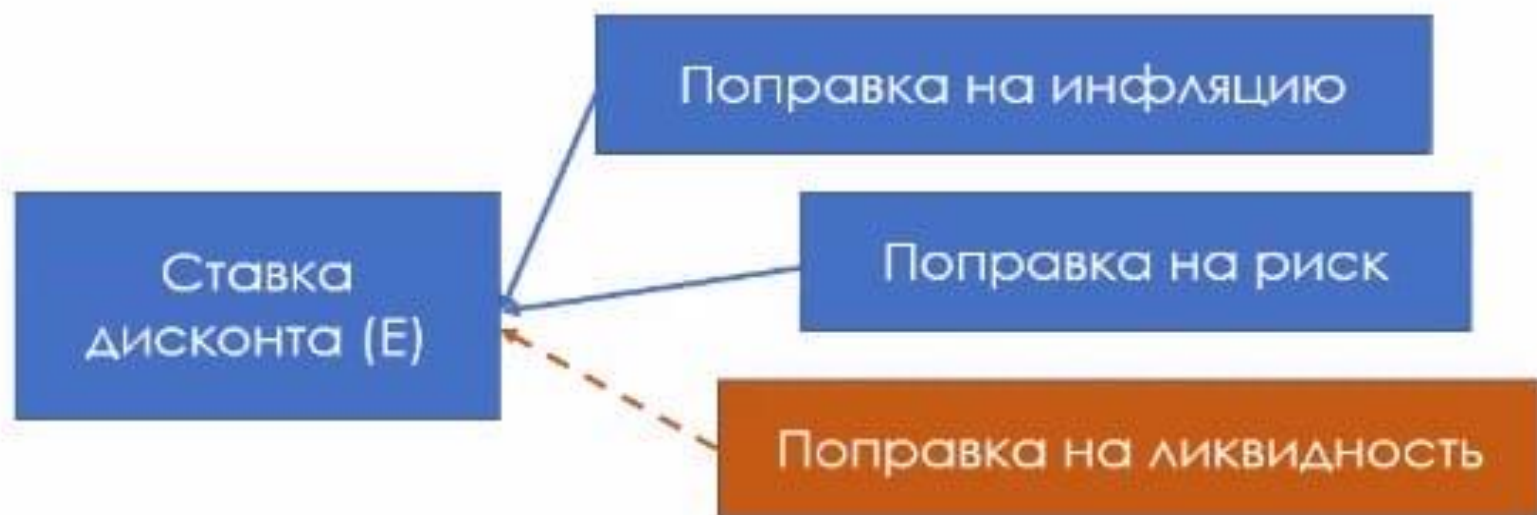 Поправка на инфляцию
Ставка
дисконта (Е)
Поправка на риск
Поправка на ликвидность